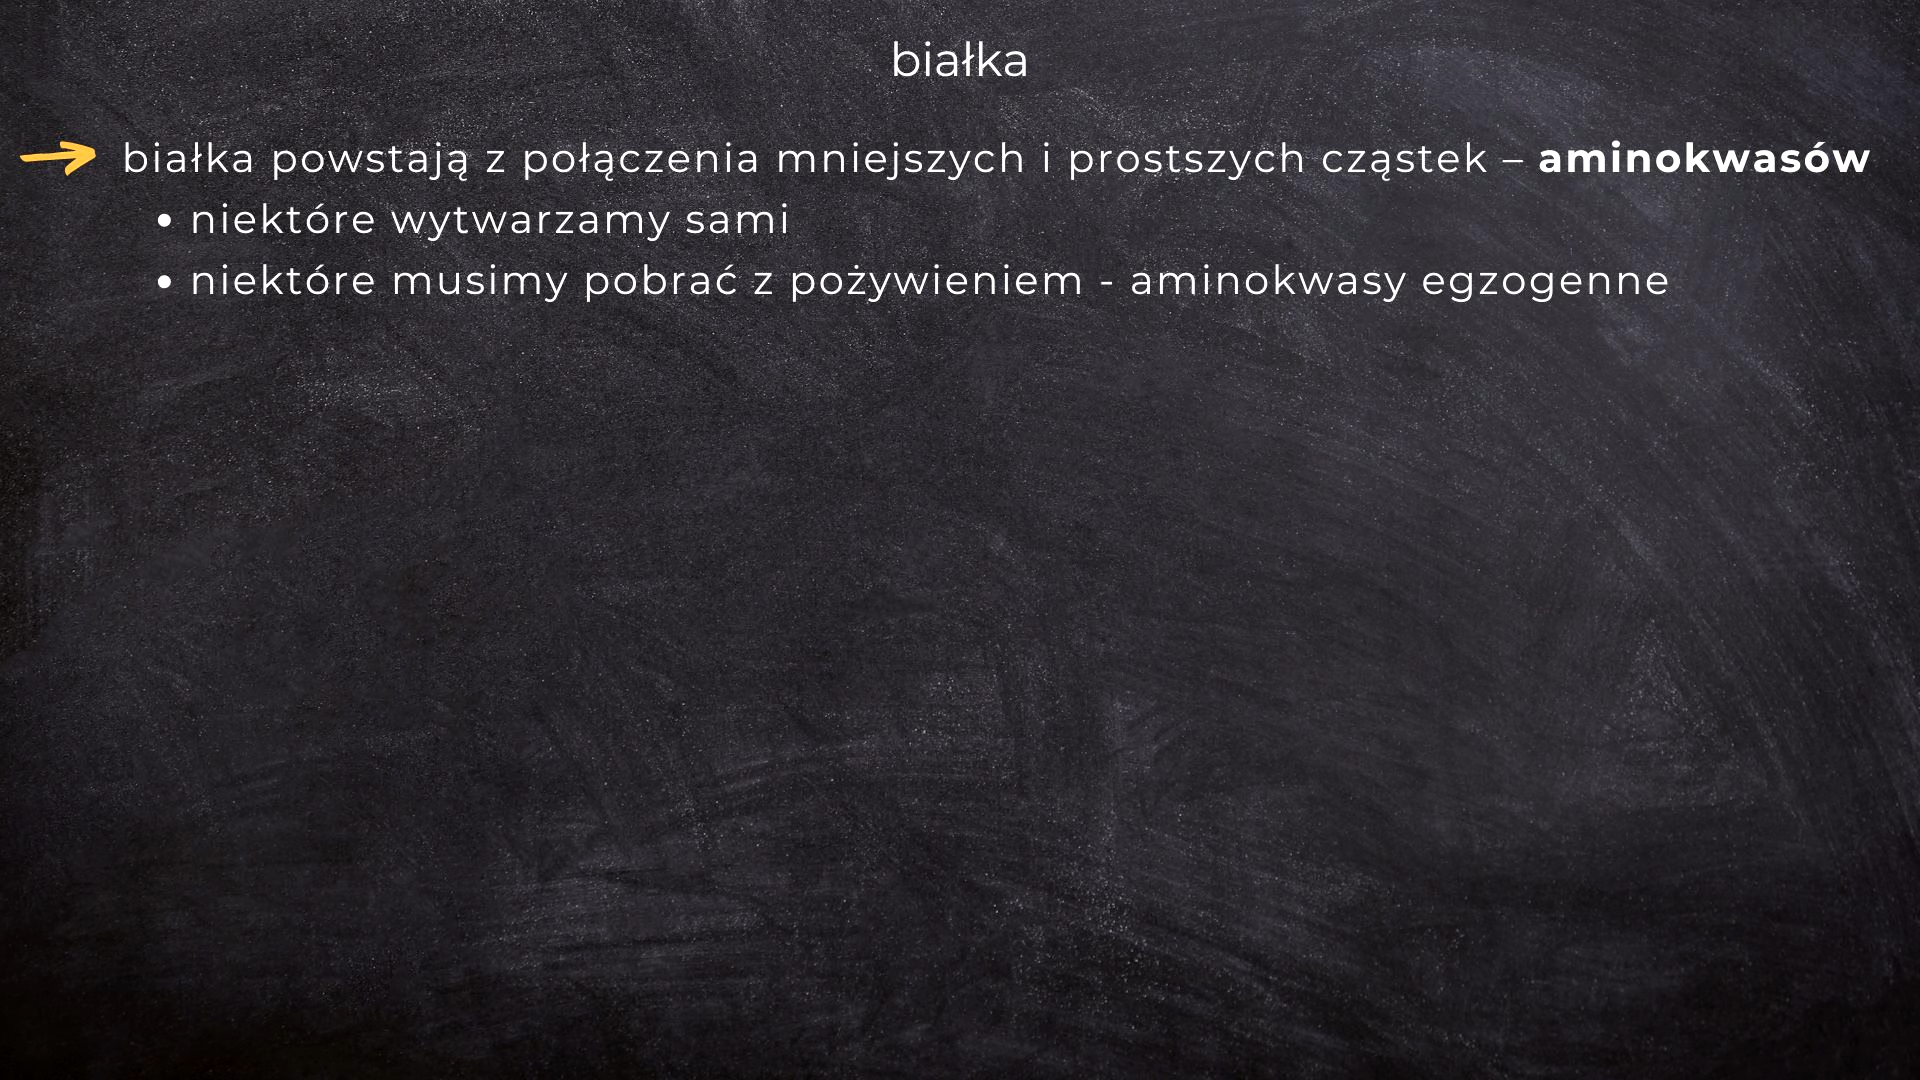 białka
białka powstają z połączenia mniejszych i prostszych cząstek – aminokwasów
• niektóre wytwarzamy sami
• niektóre musimy pobrać z pożywieniem - aminokwasy egzogenne